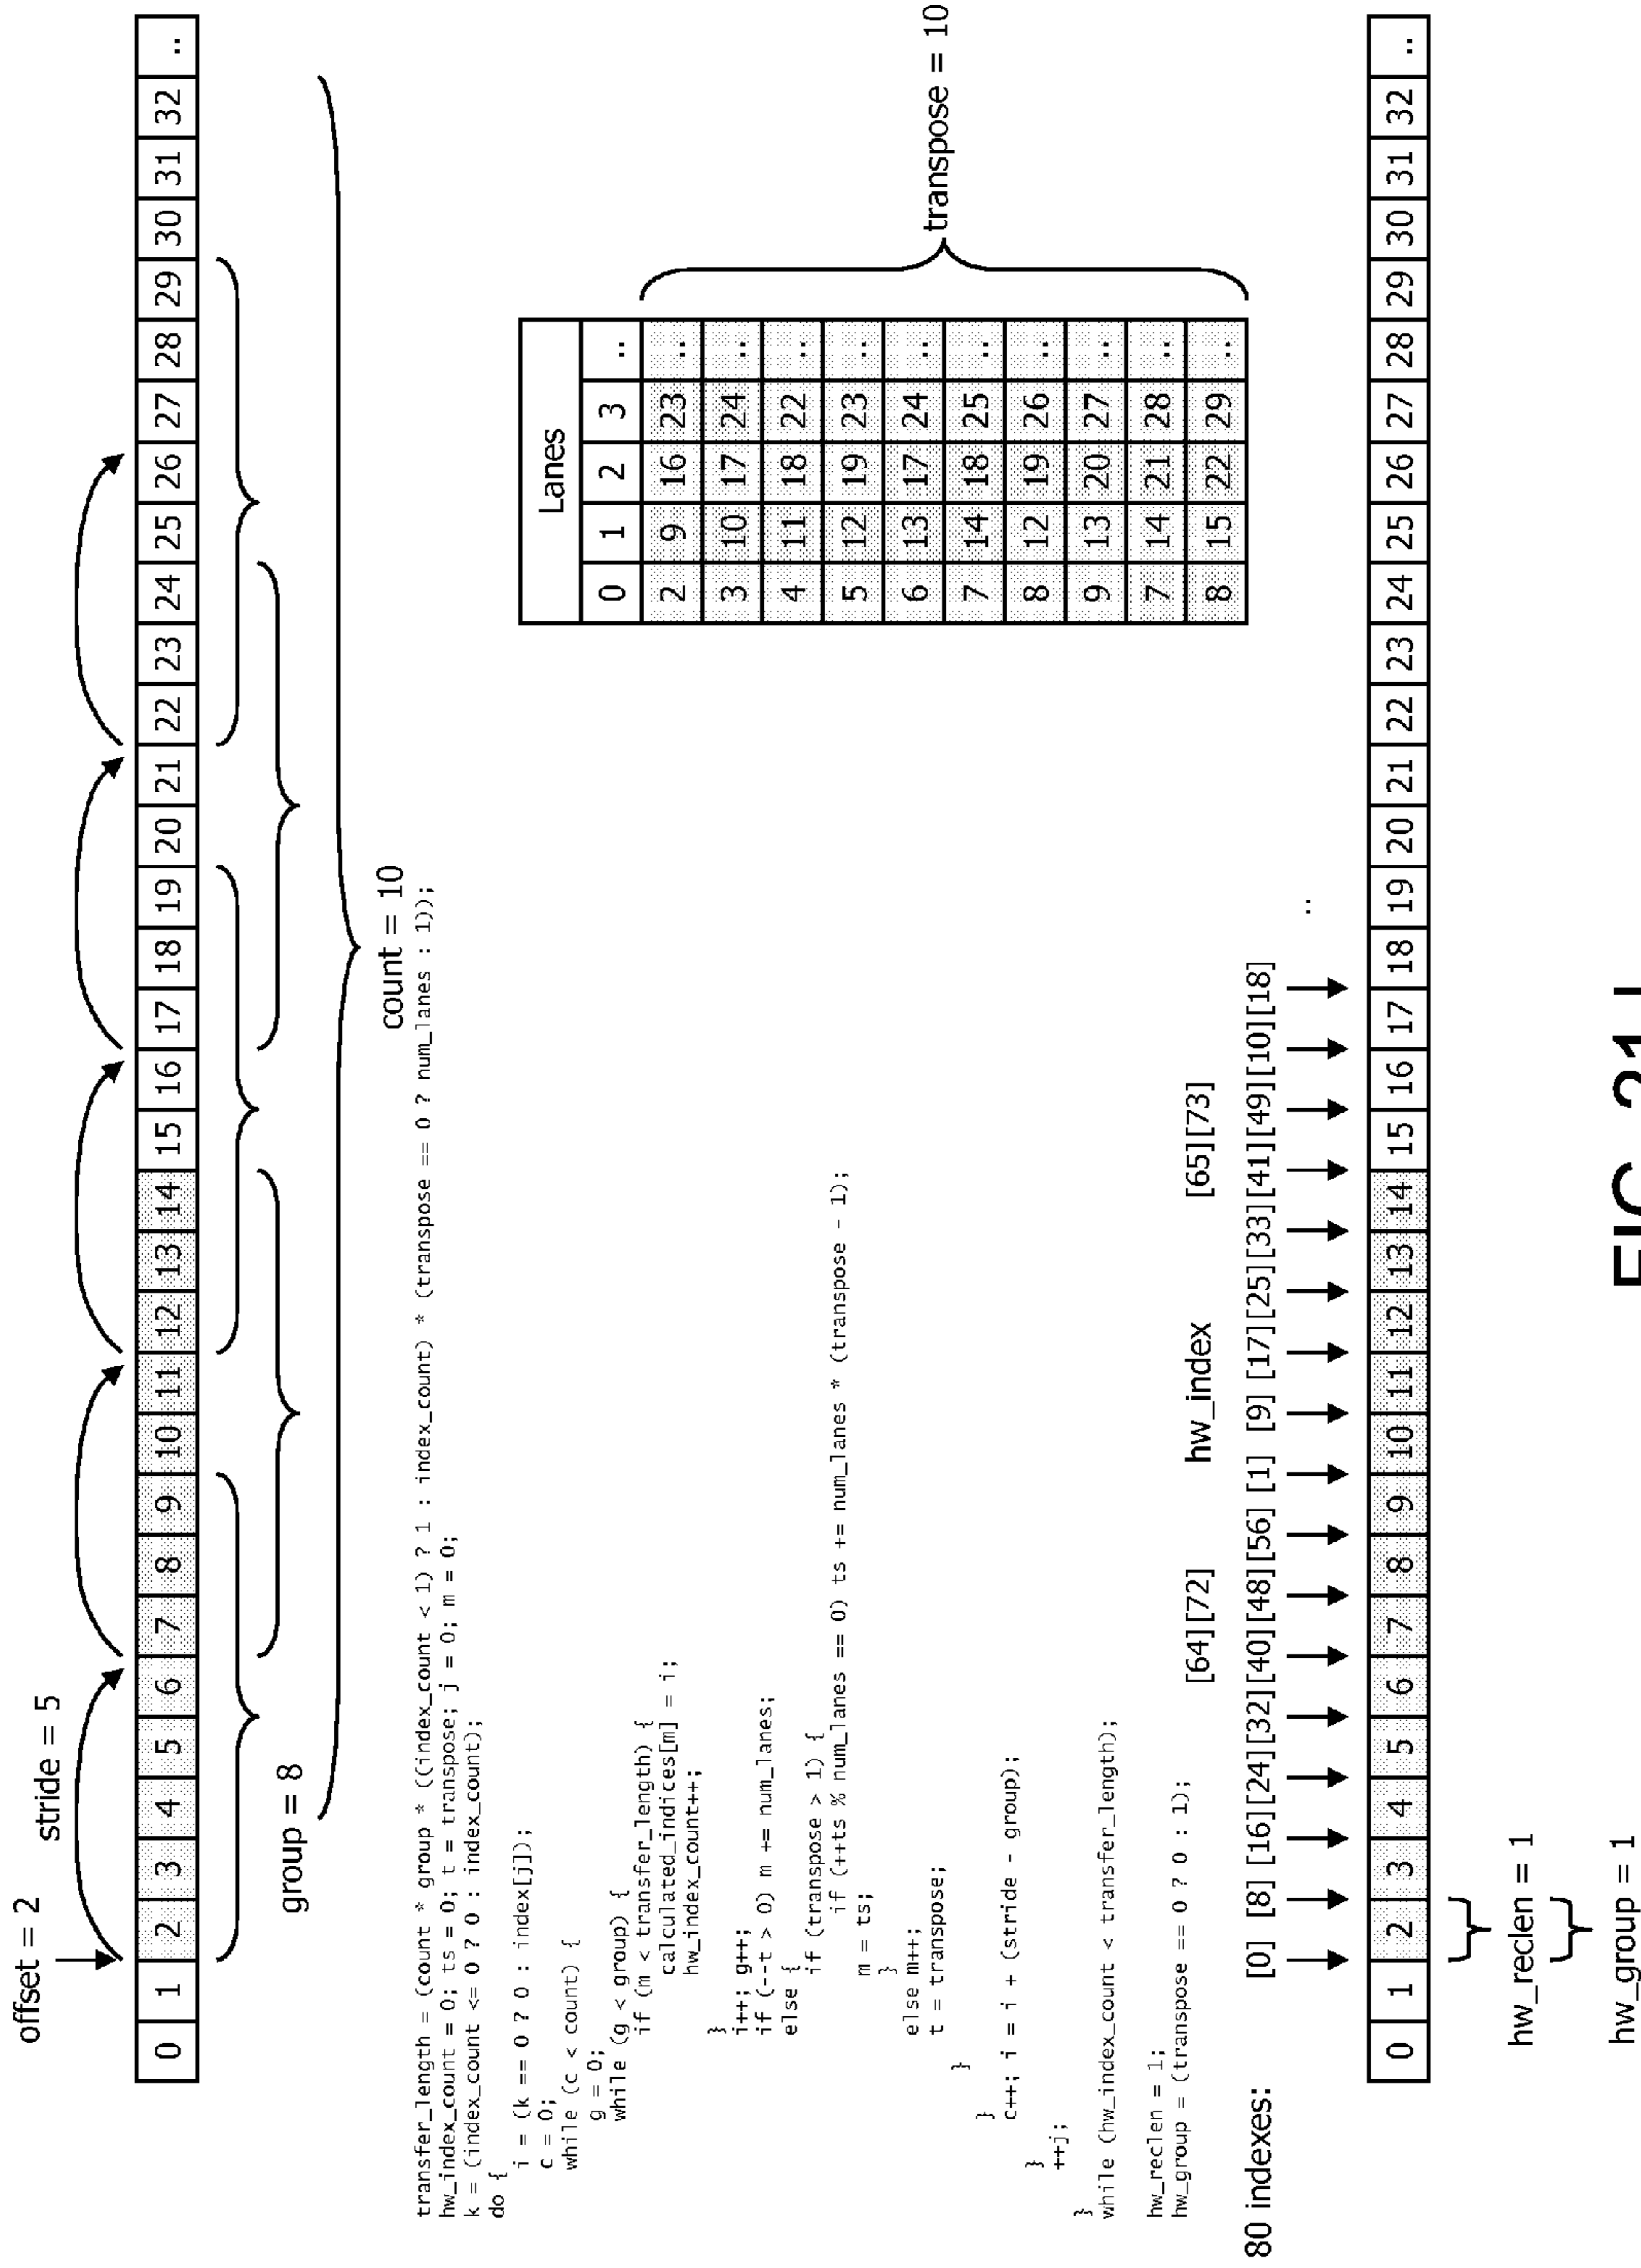 offset = 2
stride = 5
0 1 2 3 4 5 6 7 8 9 10 11 12 13 14 15 16 17 18 19 20 21 22 23 24 25 26 27 28 29 30 31 32 ..
group = 8
count = 10
transfer_length = (count * group * ((index_count < 1) ? 1 : index_count) * (transpose == 0 ? num_lanes : 1));
hw_index_count = 0; ts = 0; t = transpose; j = 0; m = 0;
k = (index_count <= 0 ? 0 : index_count);
do {
i = (k == 0 ? 0 : index[j]);
c = 0;
while (c < count) {
g = 0;
while (g < group) {
if (m < transfer_length) {
calculated_indices[m] = i;
hw_index_count++;
}
i++; g++;
if (--t > 0) m += num_lanes;
else {
if (transpose > 1) {
if (++ts % num_lanes == 0) ts += num_lanes * (transpose - 1);
m = ts;
}
else m++;
t = transpose;
}
}
c++; i = i + (stride - group);
}
++j;
}
while (hw_index_count < transfer_length);
hw_reclen = 1;
hw_group = (transpose == 0 ? 0 : 1);
Lanes
0 1 2 3 ..
2 9 16 23 ..
3 10 17 24 ..
4 11 18 22 ..
5 12 19 23 ..
6 13 17 24 ..
7 14 18 25 ..
8 12 19 26 ..
9 13 20 27 ..
7 14 21 28 ..
8 15 22 29 ..
transpose = 10
[64][72] hw_index [65][73]
80 indexes: [0] [8] [16][24][32][40][48][56] [1] [9] [17][25][33][41][49][10][18] ..
0 1 2 3 4 5 6 7 8 9 10 11 12 13 14 15 16 17 18 19 20 21 22 23 24 25 26 27 28 29 30 31 32 ..
hw_reclen = 1
hw_group = 1